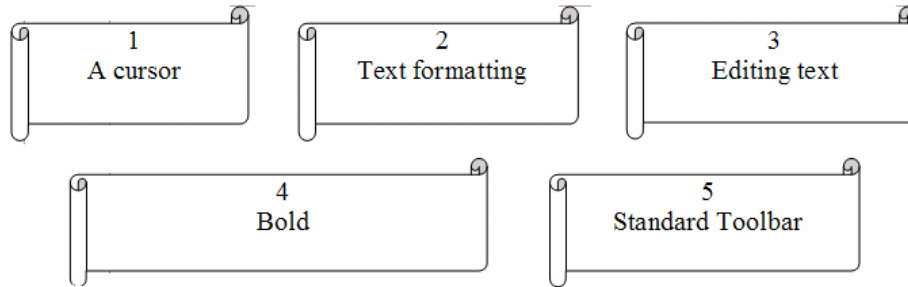 1
A cursor
2
Text formatting
3
Editing text
4
Bold
5
Standard Toolbar